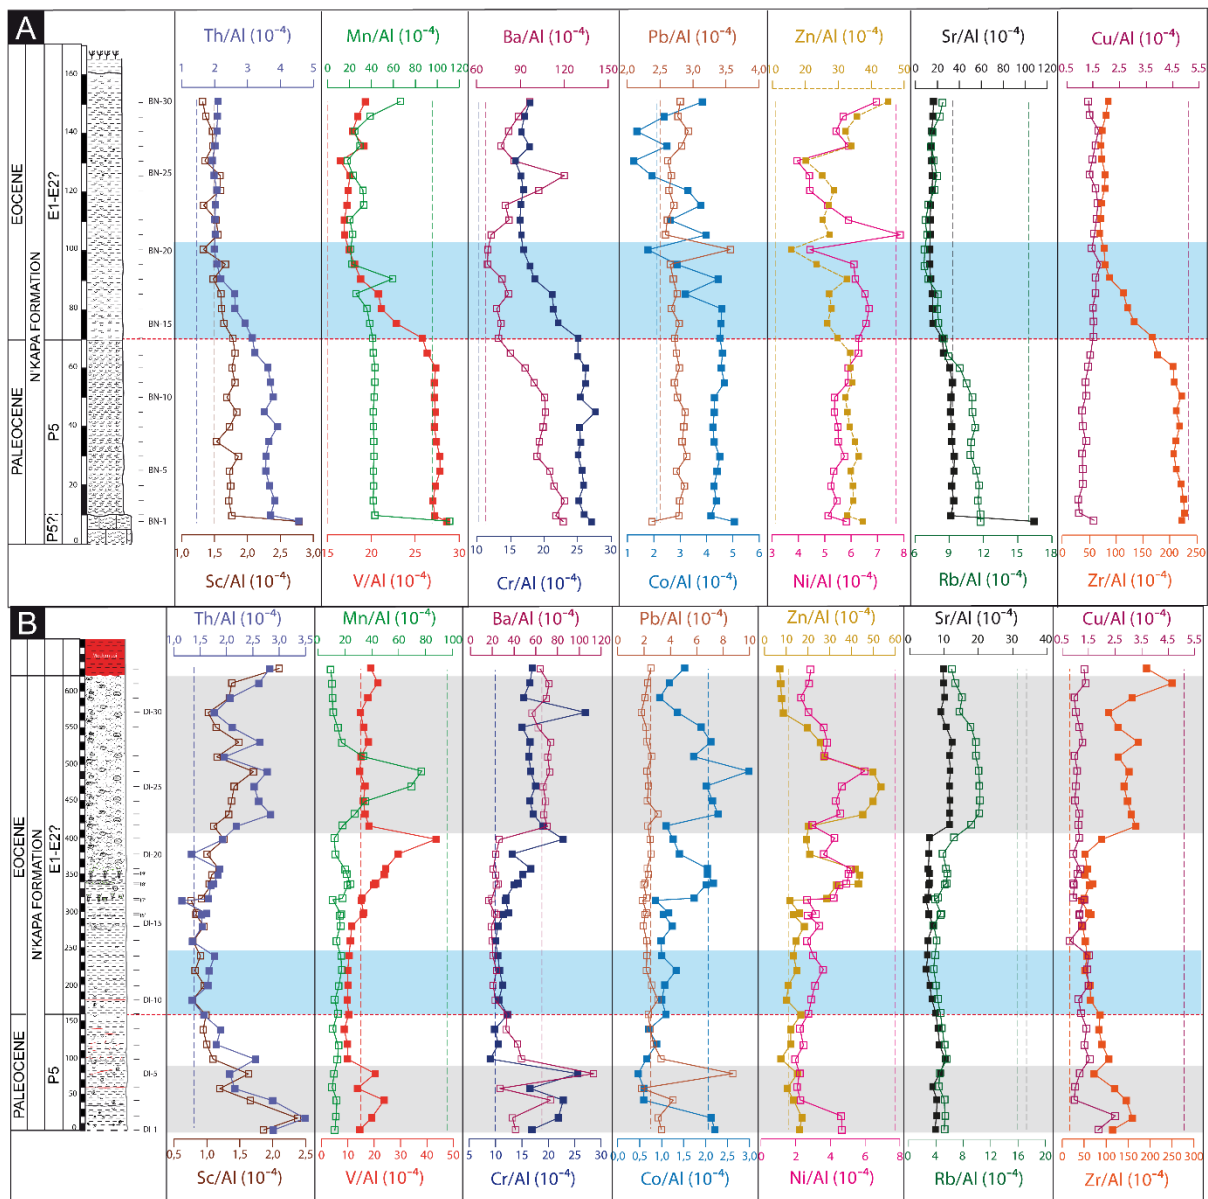 A
Th/Al (10⁻⁴) Mn/Al (10⁻⁴) Ba/Al (10⁻⁴) Pb/Al (10⁻⁴) Zn/Al (10⁻⁴) Sr/Al (10⁻⁴) Cu/Al (10⁻⁴)
1 2 3 4 5 0 20 40 60 80 100 120 60 90 120 150 2,0 2,5 3,0 3,5 4,0 10 20 30 40 50 0 20 40 60 80 100 120 0.5 1.5 2.5 3.5 4.5 5.5
EOCENE
PALEOCENE
N'KAPA FORMATION
E1-E2?
P5
P5?
160
140
120
100
80
60
40
20
0
BN-30
BN-25
BN-20
BN-15
BN-10
BN-5
BN-1
1,0 1,5 2,0 2,5 3,0 10 15 20 25 30 10 15 20 25 30 1 2 3 4 5 6 3 4 5 6 7 8 6 9 12 16 18 0 50 100 150 200 250
Sc/Al (10⁻⁴) V/Al (10⁻⁴) Cr/Al (10⁻⁴) Co/Al (10⁻⁴) Ni/Al (10⁻⁴) Rb/Al (10⁻⁴) Zr/Al (10⁻⁴)
B
Th/Al (10⁻⁴) Mn/Al (10⁻⁴) Ba/Al (10⁻⁴) Pb/Al (10⁻⁴) Zn/Al (10⁻⁴) Sr/Al (10⁻⁴) Cu/Al (10⁻⁴)
1,0 1,5 2,0 2,5 3,0 3,5 0 20 40 60 80 100 0 20 40 60 80 100 120 0 2 4 6 8 10 0 10 20 30 40 50 60 0 10 20 30 40 0.5 1.5 2.5 3.5 4.5 5.5
EOCENE
PALEOCENE
N'KAPA FORMATION
E1-E2?
P5
600
550
500
450
400
350
300
250
200
150
100
50
0
DI-30
DI-25
DI-20
DI-15
DI-10
DI-5
DI-1
0,5 1,0 1,5 2,0 2,5 3,0 0 10 20 30 40 50 5 10 15 20 25 30 0,0 0,5 1,0 1,5 2,0 3,0 2 4 6 8 0 4 8 12 16 20 0 50 100 150 200 250 300
Sc/Al (10⁻⁴) V/Al (10⁻⁴) Cr/Al (10⁻⁴) Co/Al (10⁻⁴) Ni/Al (10⁻⁴) Rb/Al (10⁻⁴) Zr/Al (10⁻⁴)